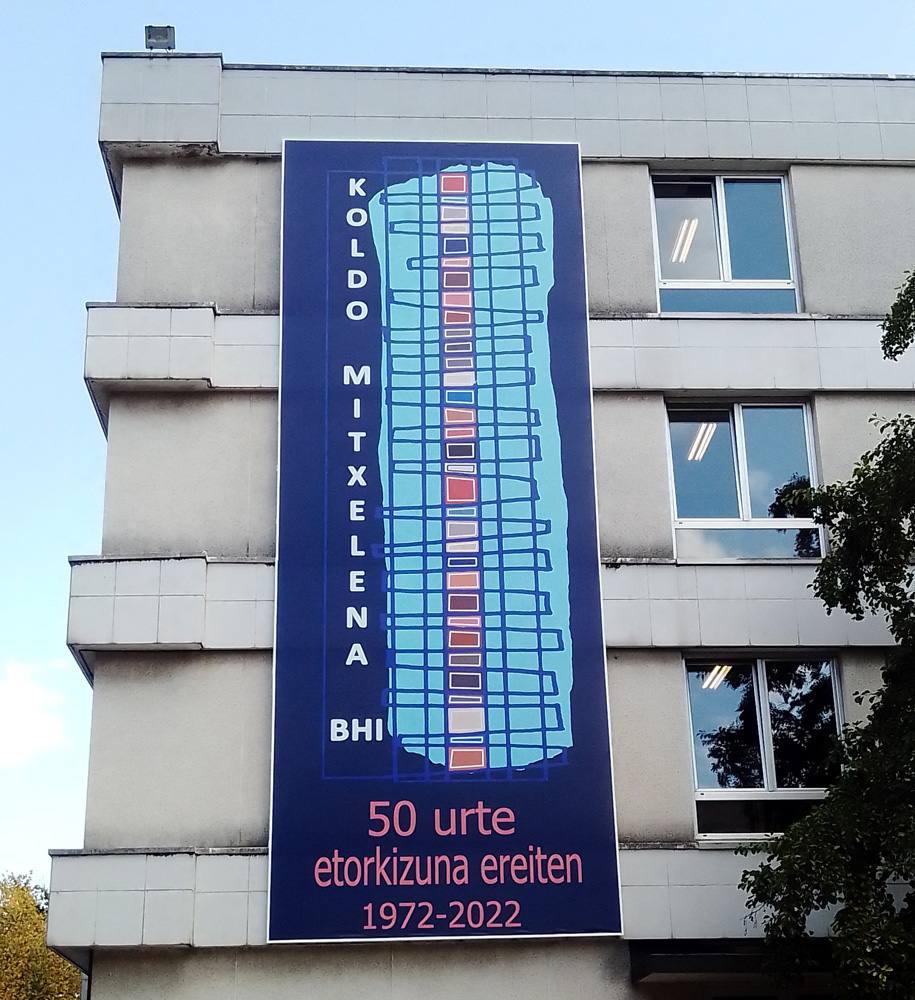 KOLDO MITXELENA
BHI
50 urte
etorkizuna ereiten
1972-2022